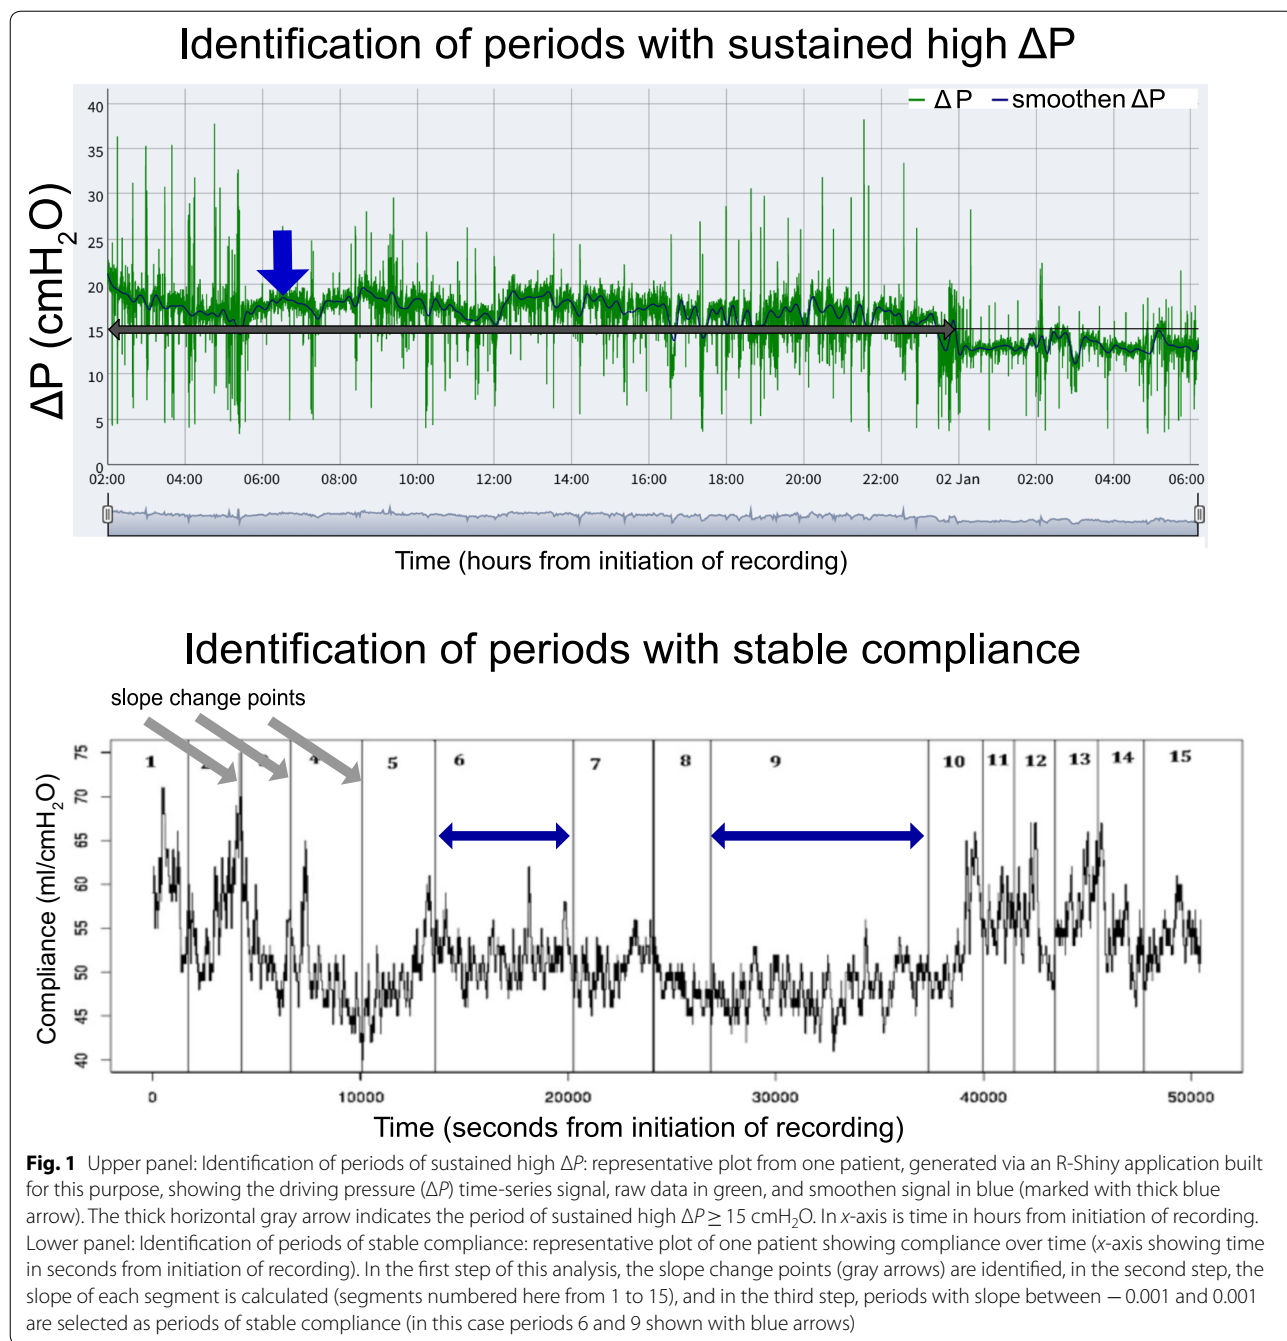 Identification of periods with sustained high ΔP
ΔP smoothen ΔP
ΔP (cmH2O)
40
35
30
25
20
15
10
5
0
02:00 04:00 06:00 08:00 10:00 12:00 14:00 16:00 18:00 20:00 22:00 02 Jan 02:00 04:00 06:00
Time (hours from initiation of recording)
Identification of periods with stable compliance
slope change points
1 2 3 4 5 6 7 8 9 10 11 12 13 14 15
Compliance (ml/cmH2O)
75
70
65
60
55
50
45
40
0 10000 20000 30000 40000 50000
Time (seconds from initiation of recording)
Fig. 1 Upper panel: Identification of periods of sustained high ΔP: representative plot from one patient, generated via an R-Shiny application built
for this purpose, showing the driving pressure (ΔP) time-series signal, raw data in green, and smoothen signal in blue (marked with thick blue
arrow). The thick horizontal gray arrow indicates the period of sustained high ΔP ≥ 15 cmH2O. In x-axis is time in hours from initiation of recording.
Lower panel: Identification of periods of stable compliance: representative plot of one patient showing compliance over time (x-axis showing time
in seconds from initiation of recording). In the first step of this analysis, the slope change points (gray arrows) are identified, in the second step, the
slope of each segment is calculated (segments numbered here from 1 to 15), and in the third step, periods with slope between − 0.001 and 0.001
are selected as periods of stable compliance (in this case periods 6 and 9 shown with blue arrows)